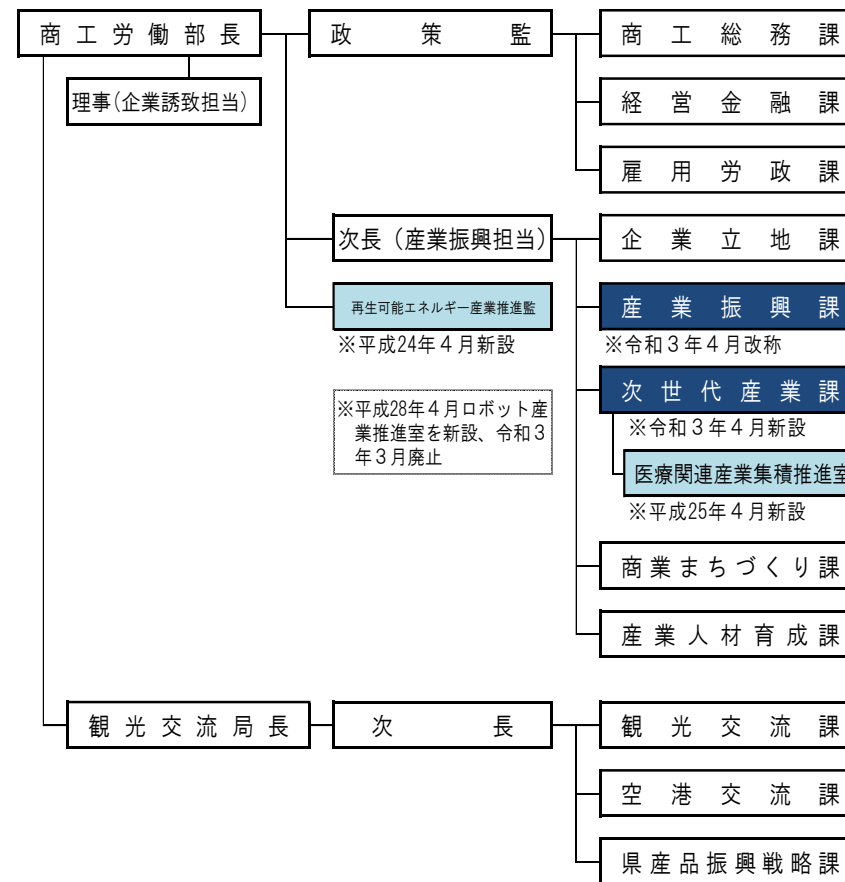 商工労働部長
政策監
商工総務課
理事(企業誘致担当)
経営金融課
雇用労政課
次長（産業振興担当）
企業立地課
再生可能エネルギー産業推進監
※平成24年４月新設
産業振興課
※令和３年４月改称
※平成28年４月ロボット産
業推進室を新設、令和３
年３月廃止
次世代産業課
※令和３年４月新設
医療関連産業集積推進室
※平成25年４月新設
商業まちづくり課
産業人材育成課
観光交流局長
次長
観光交流課
空港交流課
県産品振興戦略課